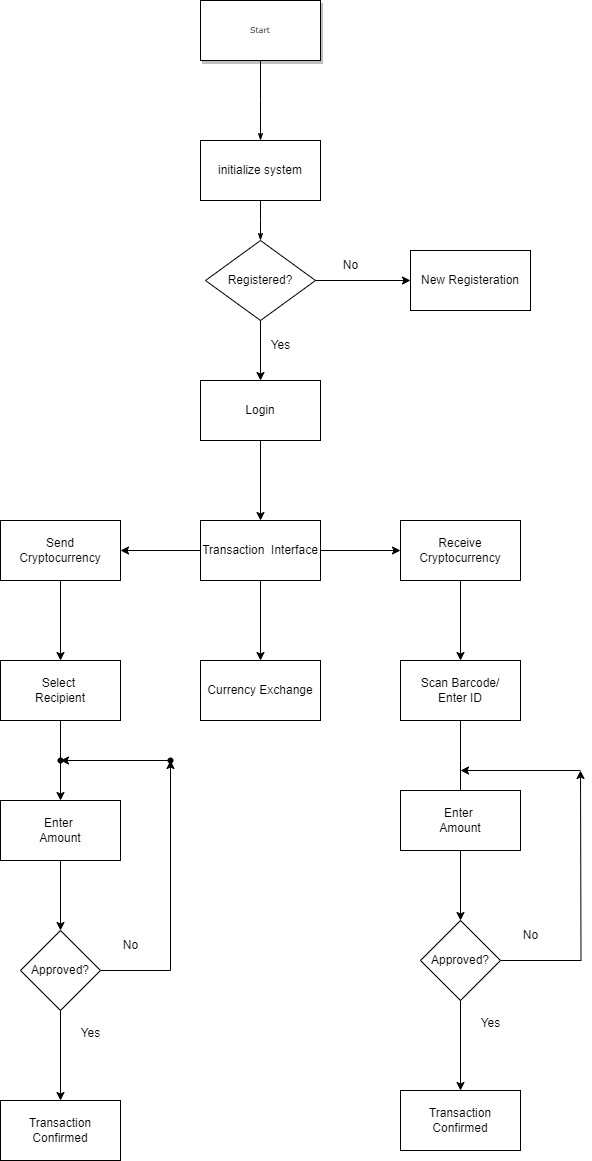 Start
initialize system
Registered?
No
New Registeration
Yes
Login
Send
Cryptocurrency
Transaction  Interface
Receive
Cryptocurrency
Select
Recipient
Currency Exchange
Scan Barcode/
Enter ID
Enter
Amount
Enter
Amount
No
Approved?
Yes
No
Approved?
Yes
Transaction
Confirmed
Transaction
Confirmed